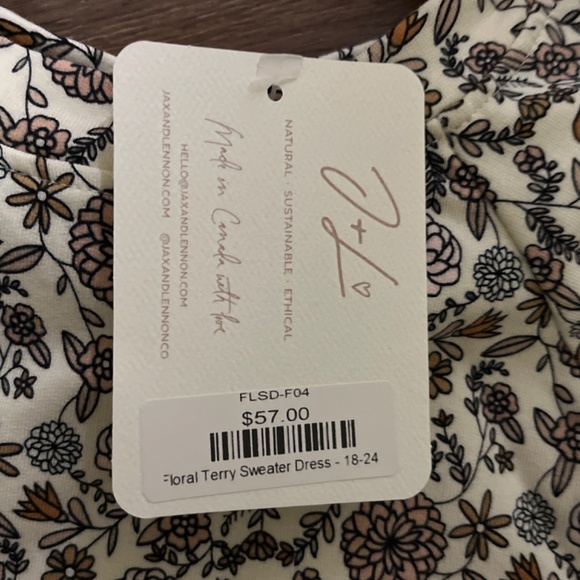 J + L ♡
NATURAL · SUSTAINABLE · ETHICAL
Made in Canada with love
HELLO@JAXANDLENNON.COM
JAXANDLENNON.COM @JAXANDLENNONCO
FLSD-F04
$57.00
Floral Terry Sweater Dress - 18-24